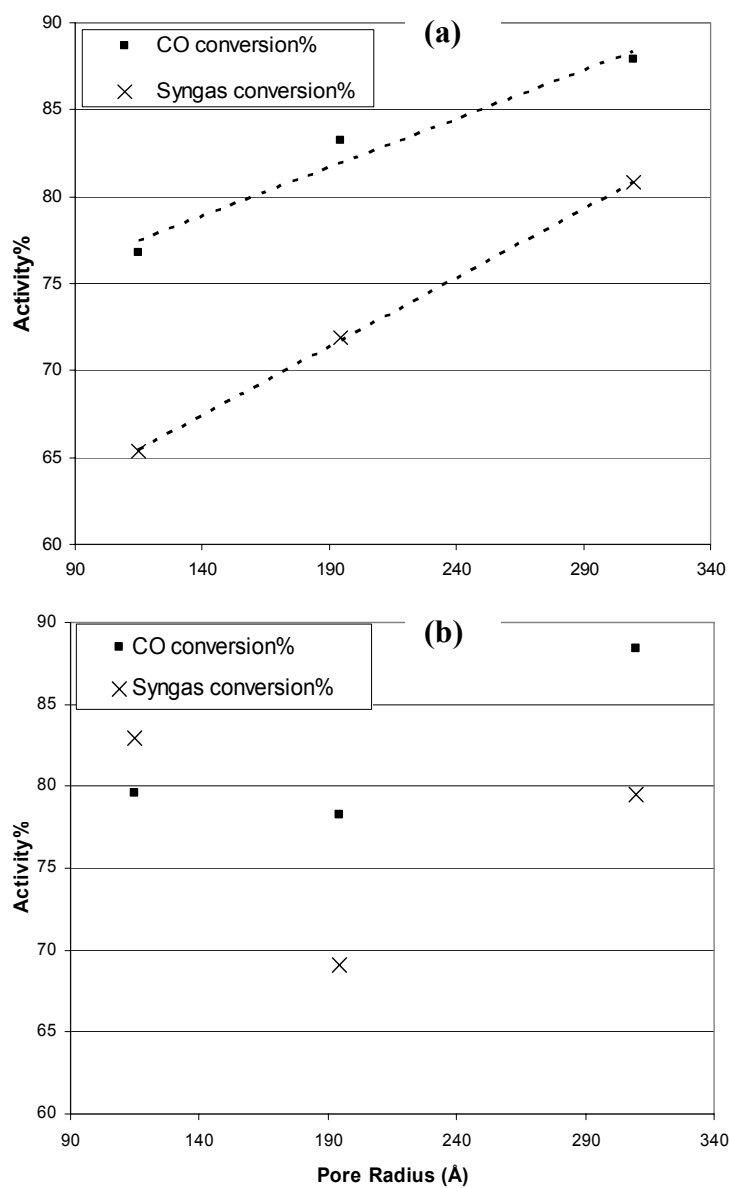 (a)
CO conversion%
Syngas conversion%
90
85
80
75
70
65
60
Activity%
90 140 190 240 290 340
(b)
CO conversion%
Syngas conversion%
90
85
80
75
70
65
60
Activity%
90 140 190 240 290 340
Pore Radius (Å)